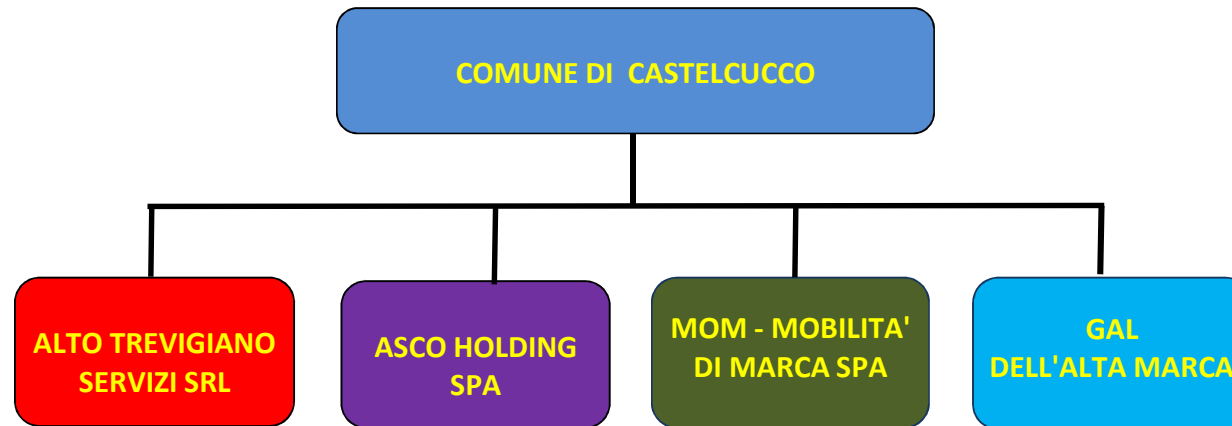 COMUNE DI  CASTELCUCCO
ALTO TREVIGIANO
SERVIZI SRL
ASCO HOLDING
SPA
MOM - MOBILITA'
DI MARCA SPA
GAL
DELL'ALTA MARCA